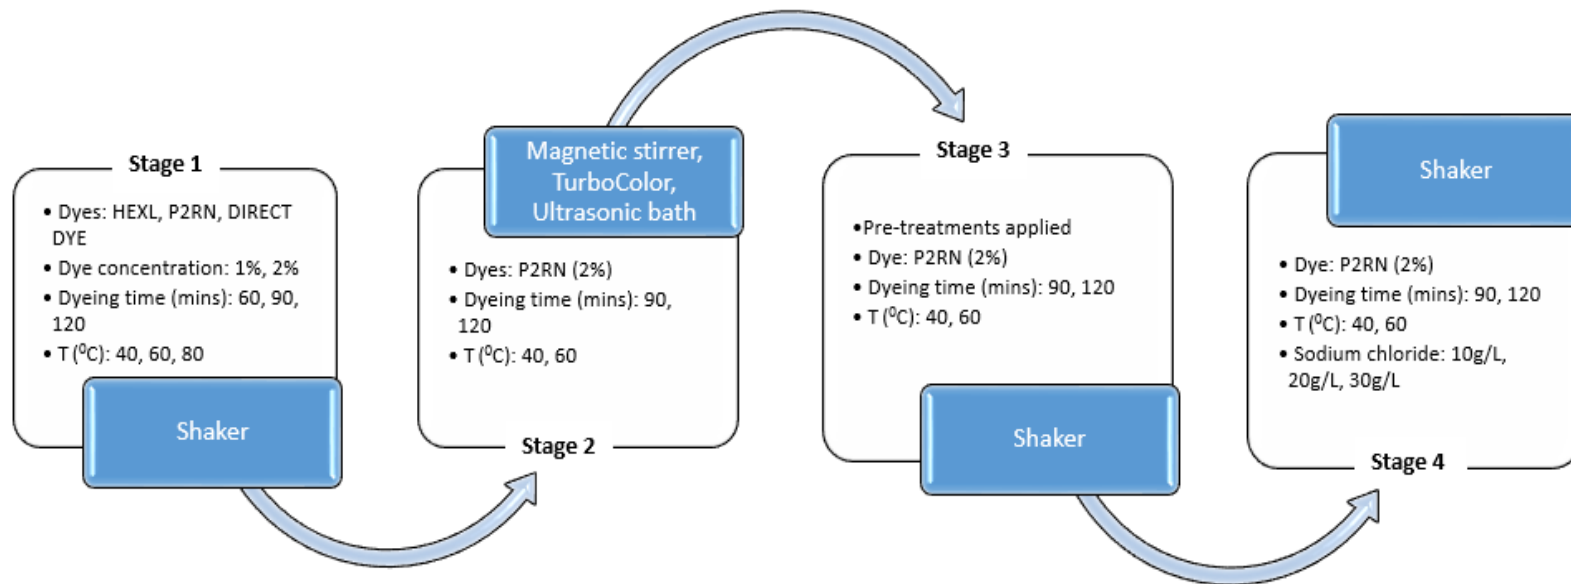 Stage 1
• Dyes: HEXL, P2RN, DIRECT
DYE
• Dye concentration: 1%, 2%
• Dyeing time (mins): 60, 90,
120
• T (⁰C): 40, 60, 80
Shaker
Magnetic stirrer,
TurboColor,
Ultrasonic bath
• Dyes: P2RN (2%)
• Dyeing time (mins): 90,
120
• T (⁰C): 40, 60
Stage 2
Stage 3
•Pre-treatments applied
• Dye: P2RN (2%)
• Dyeing time (mins): 90, 120
• T (⁰C): 40, 60
Shaker
Shaker
• Dye: P2RN (2%)
• Dyeing time (mins): 90, 120
• T (⁰C): 40, 60
• Sodium chloride: 10g/L,
20g/L, 30g/L
Stage 4